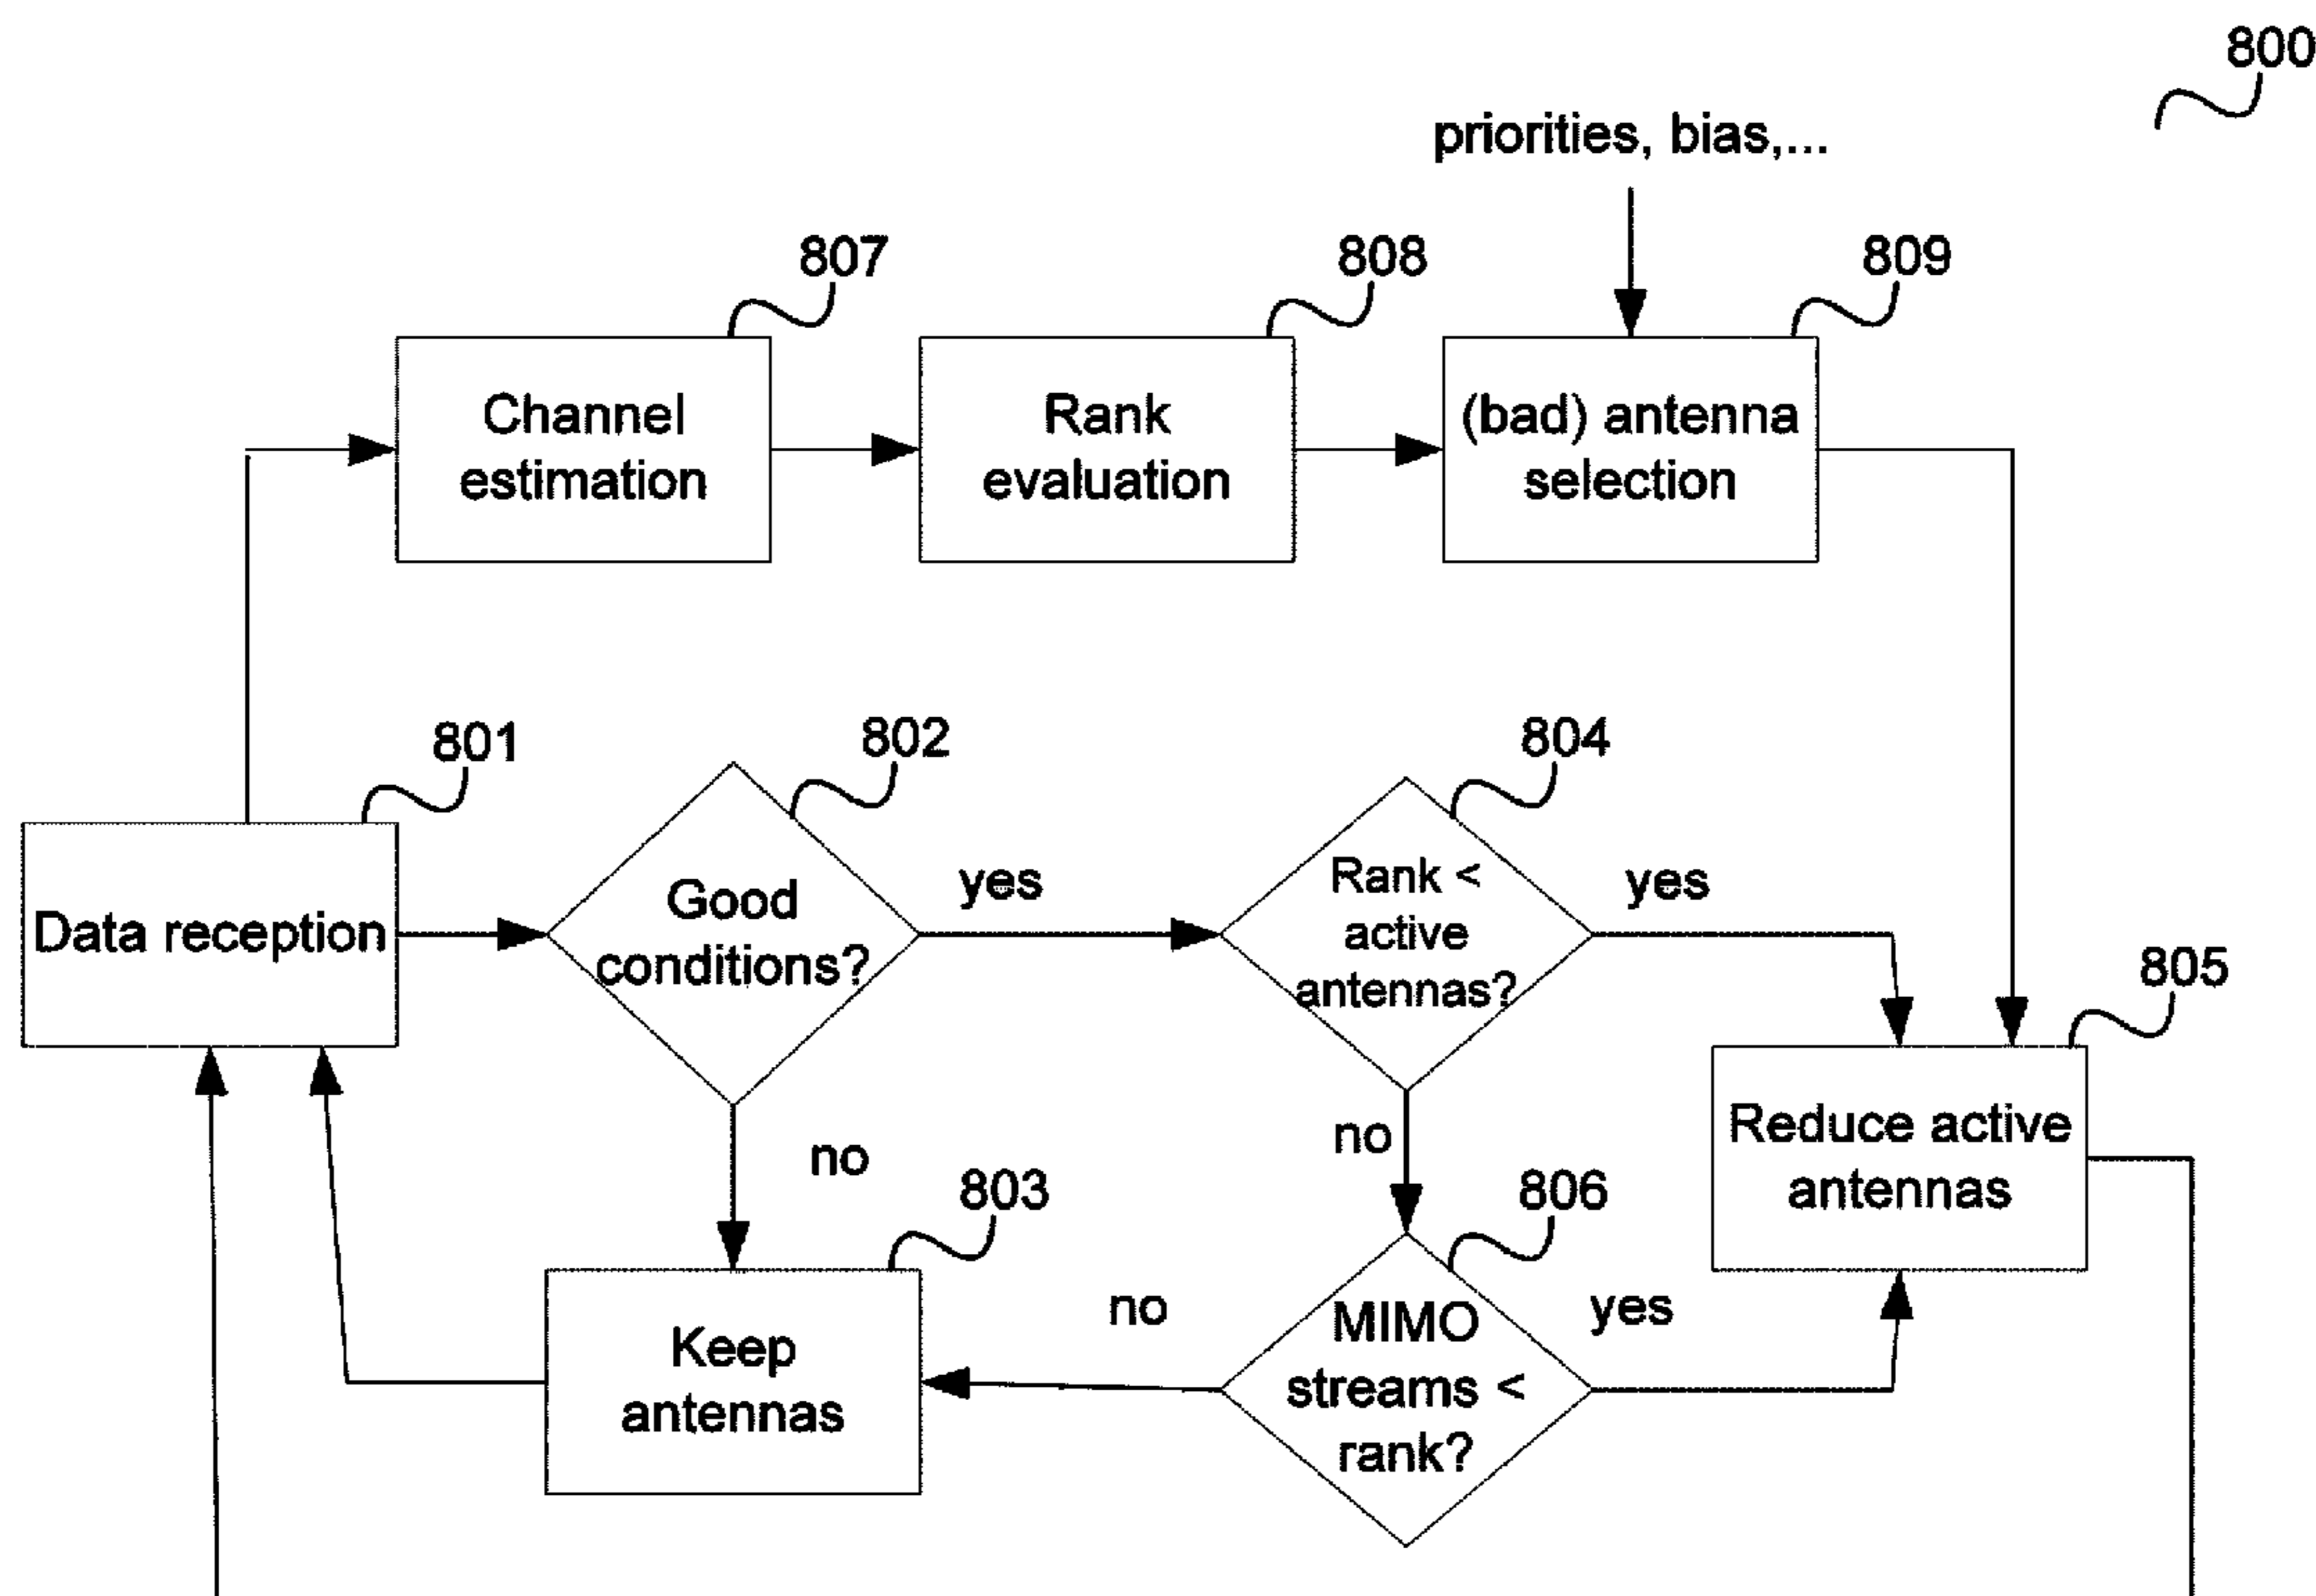 800
priorities, bias,...
807
808
809
Channel
estimation
Rank
evaluation
(bad) antenna
selection
801
802
804
Data reception
Good
conditions?
yes
Rank <
active
antennas?
yes
805
no
no
Reduce active
antennas
803
806
Keep
antennas
no
MIMO
streams <
rank?
yes